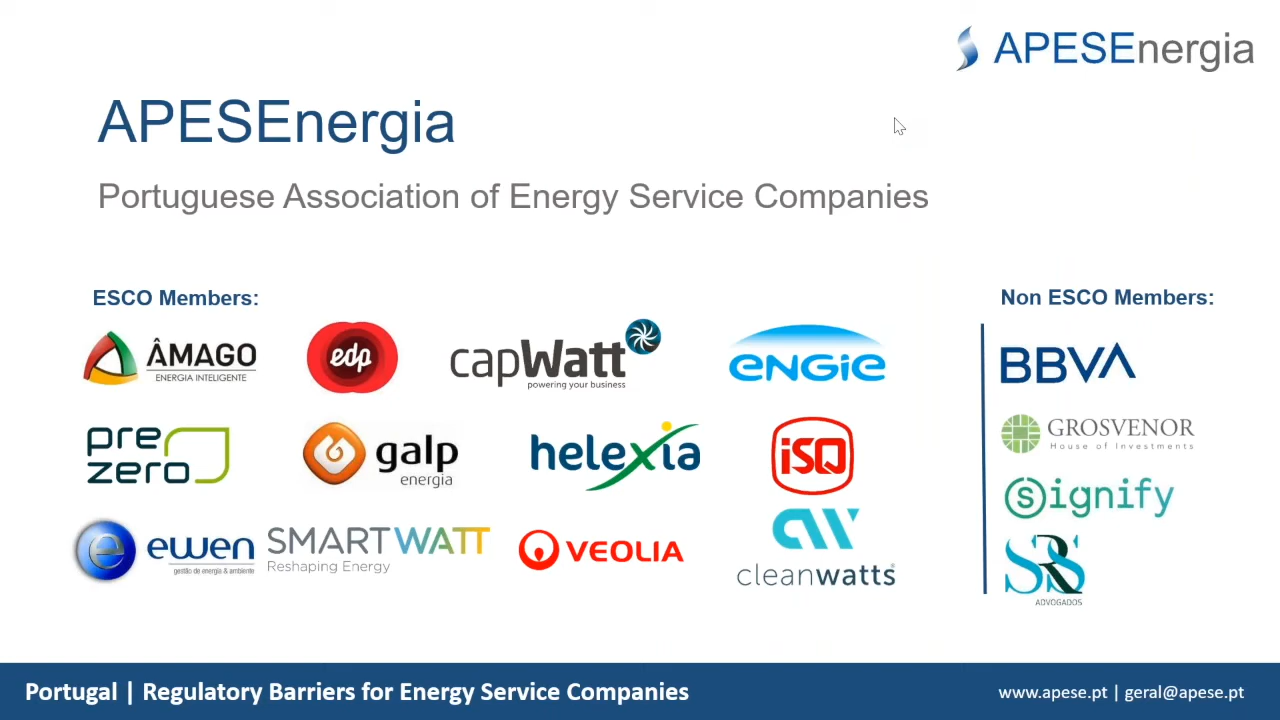 APESEnergia
APESEnergia
Portuguese Association of Energy Service Companies
ESCO Members:
ÂMAGO
ENERGIA INTELIGENTE
edp
capWatt
powering your business
ENGIE
pre
zero
galp
energia
helexia
iSQ
ewen
gestão de energia & ambiente
SMARTWATT
Reshaping Energy
VEOLIA
cleanwatts
Non ESCO Members:
BBVA
GROSVENOR
House of Investments
Signify
SRS
ADVOGADOS
Portugal | Regulatory Barriers for Energy Service Companies
www.apese.pt | geral@apese.pt